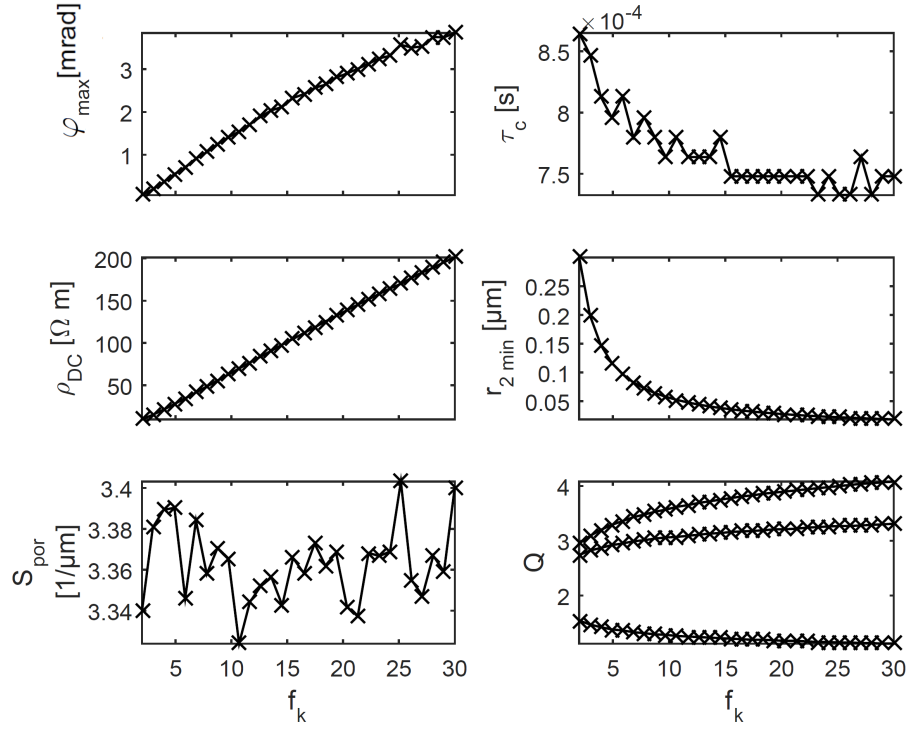 φmax[mrad]
3
2
1
τc [s]
× 10-4
8.5
8
7.5
ρDC [Ω m]
200
150
100
50
r2 min [μm]
0.25
0.2
0.15
0.1
0.05
Spor
[1/μm]
3.4
3.38
3.36
3.34
5 10 15 20 25 30
fk
Q
4
3
2
5 10 15 20 25 30
fk